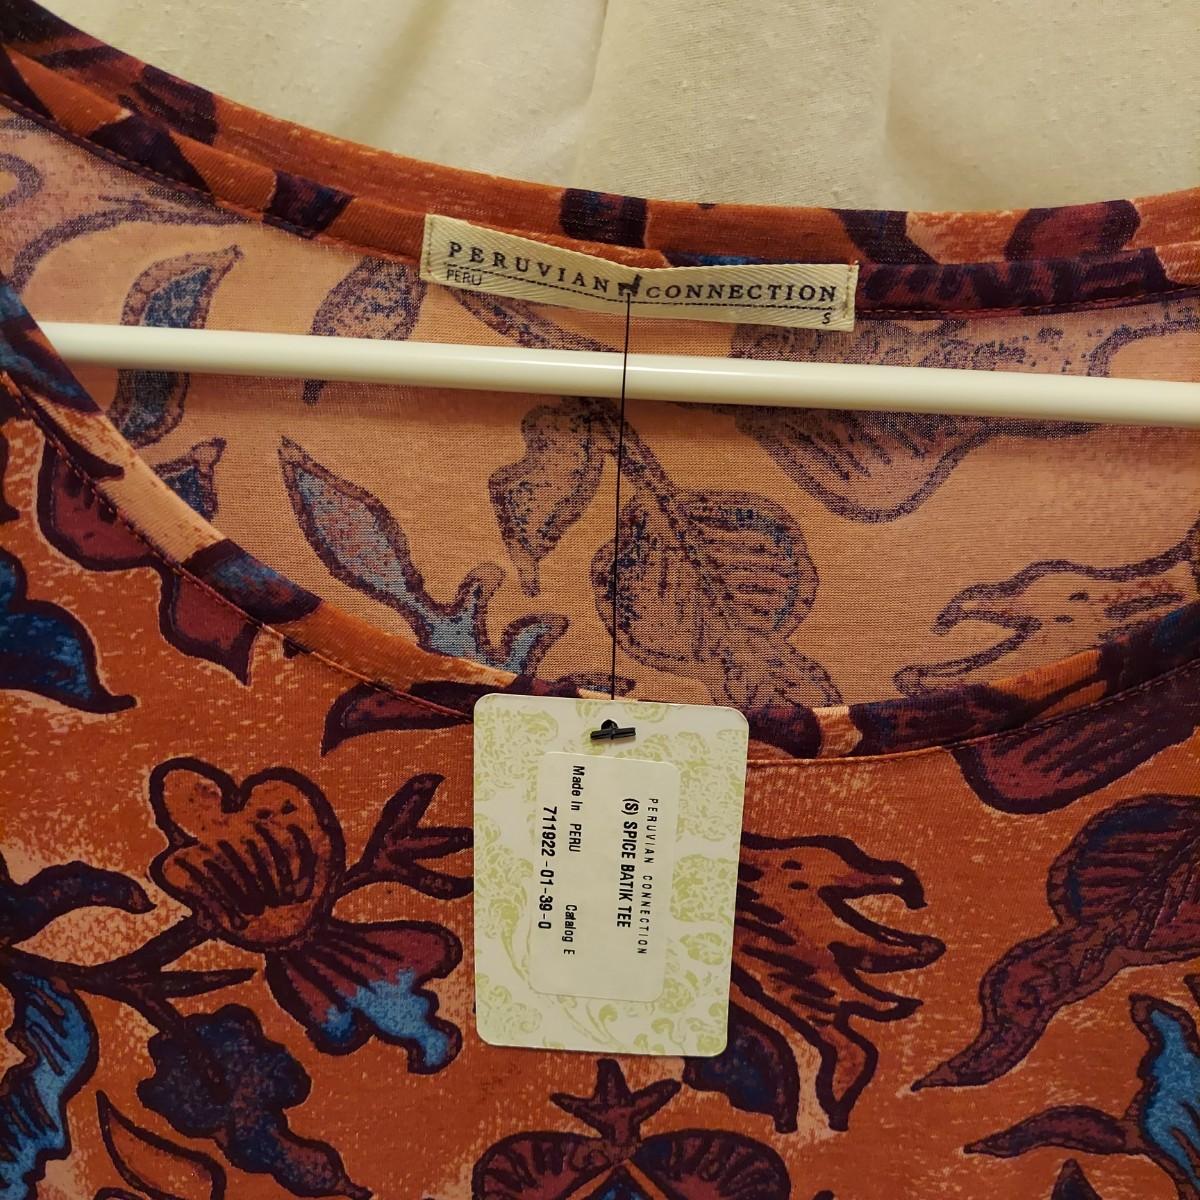 PERUVIAN CONNECTION
PERU
S
PERUVIAN CONNECTION
(S) SPICE BATIK TEE
Made In PERU Catalog E
711922-01-39-0